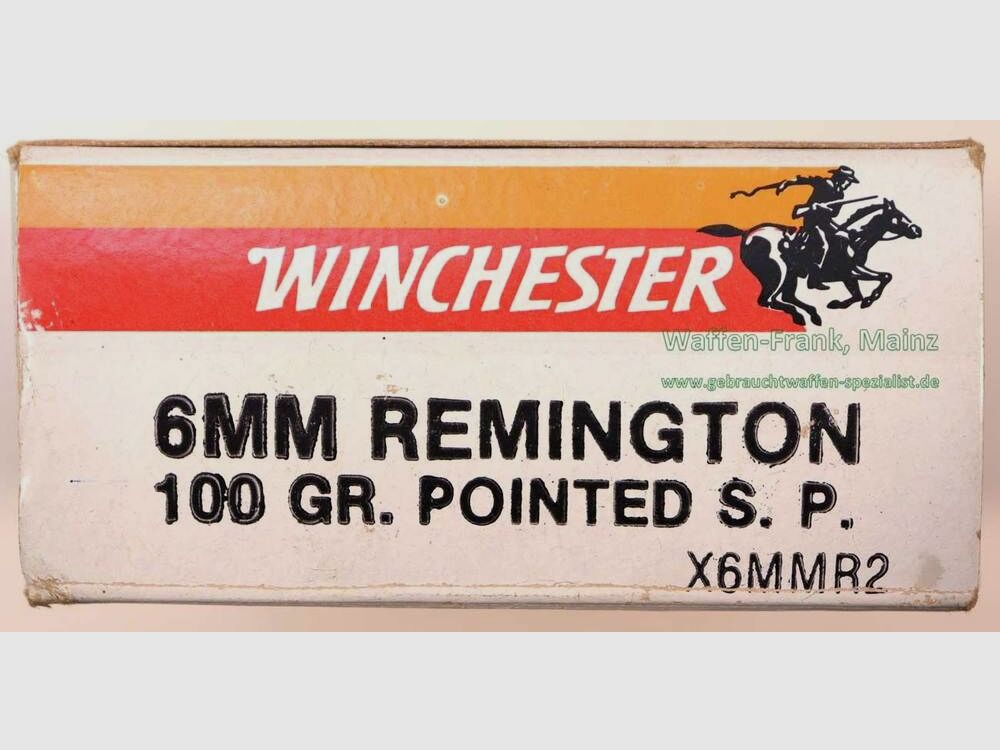 WINCHESTER
Waffen-Frank, Mainz
www.gebrauchtwaffen-spezialist.de
6MM REMINGTON
100 GR. POINTED S. P.
X6MMR2